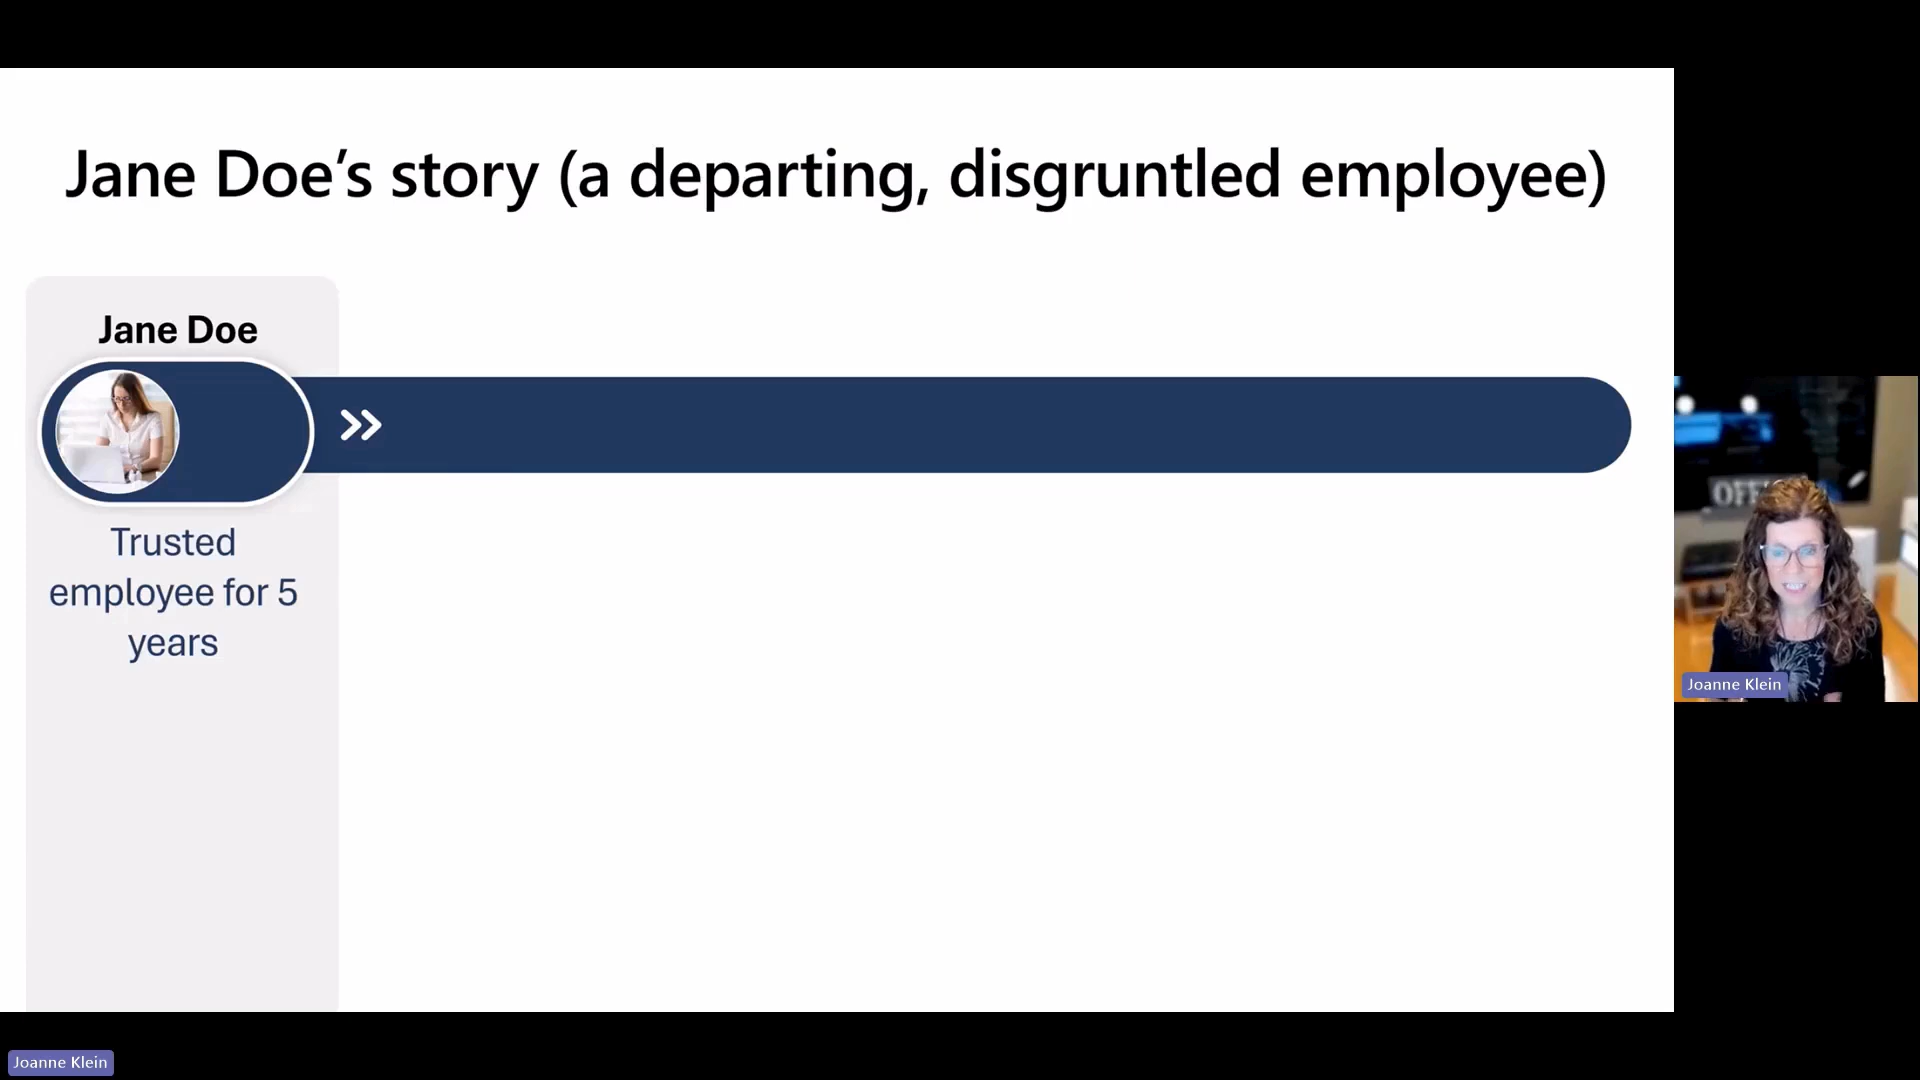 Jane Doe’s story (a departing, disgruntled employee)
Jane Doe
Trusted
employee for 5
years
Joanne Klein
Joanne Klein